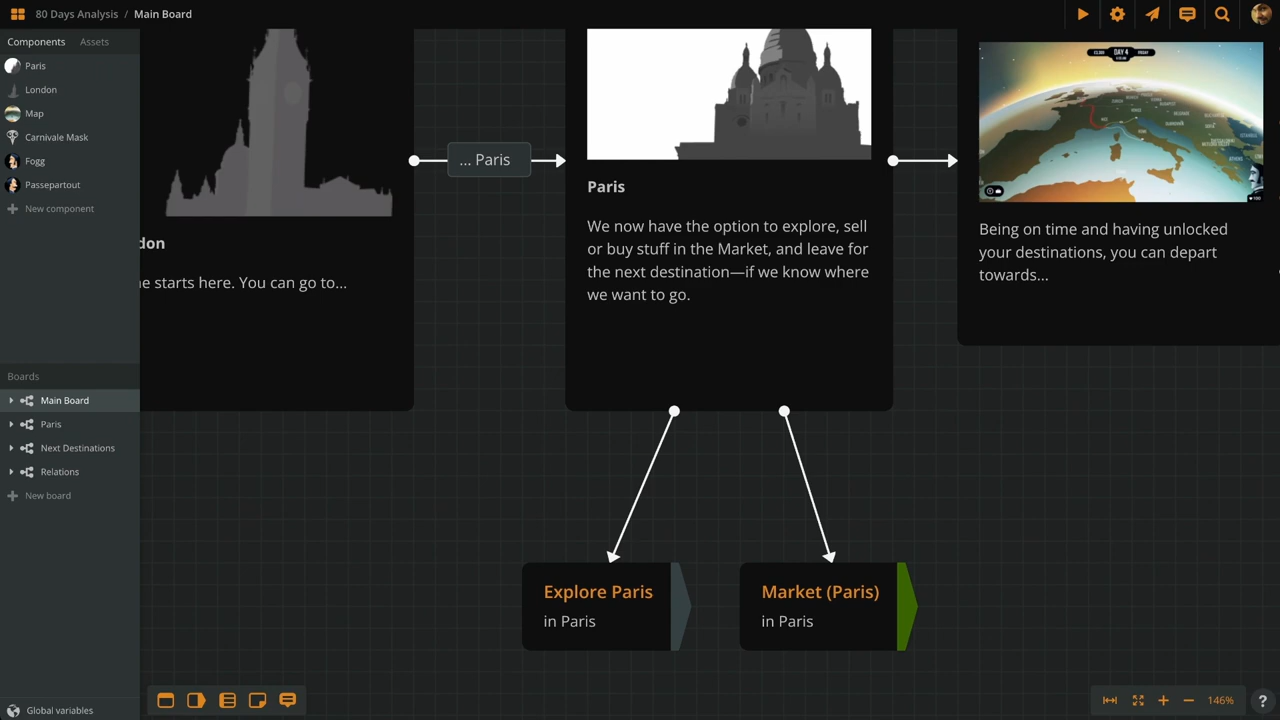 80 Days Analysis / Main Board
Components Assets
Paris
London
Map
Carnivale Mask
Fogg
Passepartout
New component
Boards
Main Board
Paris
Next Destinations
Relations
New board
Global variables
don
e starts here. You can go to...
... Paris
Paris
We now have the option to explore, sell
or buy stuff in the Market, and leave for
the next destination—if we know where
we want to go.
DAY 4
Being on time and having unlocked
your destinations, you can depart
towards...
Explore Paris
in Paris
Market (Paris)
in Paris
146%
?